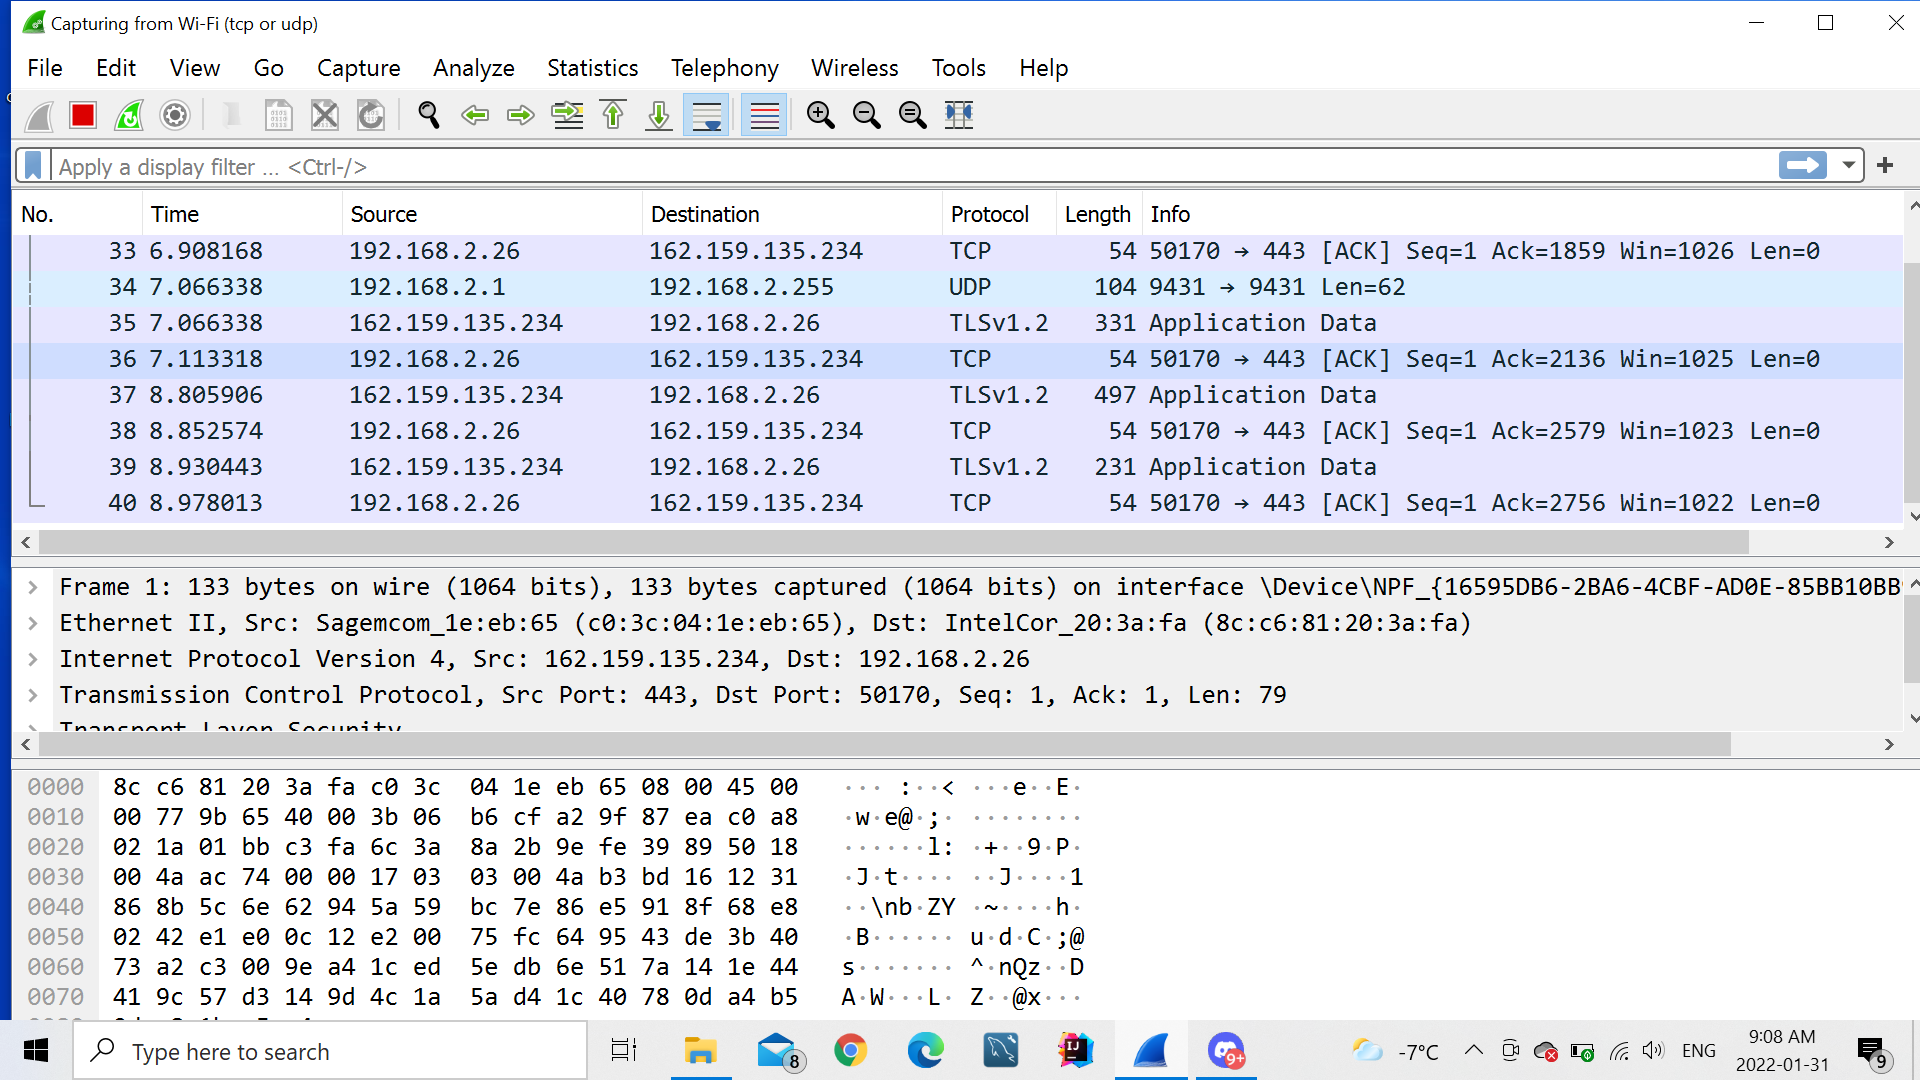 Capturing from Wi-Fi (tcp or udp)
File Edit View Go Capture Analyze Statistics Telephony Wireless Tools Help
Apply a display filter ... <Ctrl-/>
No. Time Source Destination Protocol Length Info
33 6.908168 192.168.2.26 162.159.135.234 TCP 54 50170 → 443 [ACK] Seq=1 Ack=1859 Win=1026 Len=0
34 7.066338 192.168.2.1 192.168.2.255 UDP 104 9431 → 9431 Len=62
35 7.066338 162.159.135.234 192.168.2.26 TLSv1.2 331 Application Data
36 7.113318 192.168.2.26 162.159.135.234 TCP 54 50170 → 443 [ACK] Seq=1 Ack=2136 Win=1025 Len=0
37 8.805906 162.159.135.234 192.168.2.26 TLSv1.2 497 Application Data
38 8.852574 192.168.2.26 162.159.135.234 TCP 54 50170 → 443 [ACK] Seq=1 Ack=2579 Win=1023 Len=0
39 8.930443 162.159.135.234 192.168.2.26 TLSv1.2 231 Application Data
40 8.978013 192.168.2.26 162.159.135.234 TCP 54 50170 → 443 [ACK] Seq=1 Ack=2756 Win=1022 Len=0
Frame 1: 133 bytes on wire (1064 bits), 133 bytes captured (1064 bits) on interface \Device\NPF_{16595DB6-2BA6-4CBF-AD0E-85BB10BB
Ethernet II, Src: Sagemcom_1e:eb:65 (c0:3c:04:1e:eb:65), Dst: IntelCor_20:3a:fa (8c:c6:81:20:3a:fa)
Internet Protocol Version 4, Src: 162.159.135.234, Dst: 192.168.2.26
Transmission Control Protocol, Src Port: 443, Dst Port: 50170, Seq: 1, Ack: 1, Len: 79
Transport Layer Security
0000 8c c6 81 20 3a fa c0 3c 04 1e eb 65 08 00 45 00 ··· :··< ···e··E·
0010 00 77 9b 65 40 00 3b 06 b6 cf a2 9f 87 ea c0 a8 ·w·e@·;· ········
0020 02 1a 01 bb c3 fa 6c 3a 8a 2b 9e fe 39 89 50 18 ······l: ·+··9·P·
0030 00 4a ac 74 00 00 17 03 03 00 4a b3 bd 16 12 31 ·J·t···· ··J····1
0040 86 8b 5c 6e 62 94 5a 59 bc 7e 86 e5 91 8f 68 e8 ··\nb·ZY ·~····h·
0050 02 42 e1 e0 0c 12 e2 00 75 fc 64 95 43 de 3b 40 ·B······ u·d·C·;@
0060 73 a2 c3 00 9e a4 1c ed 5e db 6e 51 7a 14 1e 44 s······· ^·nQz··D
0070 41 9c 57 d3 14 9d 4c 1a 5a d4 1c 40 78 0d a4 b5 A·W···L· Z··@x···
Type here to search
8
IJ
9+
-7°C
ENG
9:08 AM
2022-01-31
9